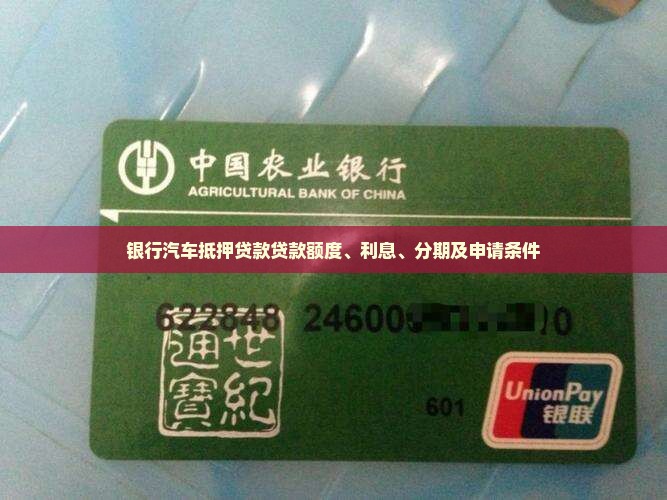 中国农业银行
AGRICULTURAL BANK OF CHINA
银行汽车抵押贷款贷款额度、利息、分期及申请条件
622848 24600
0
世紀
通寶
601
UnionPay
银联